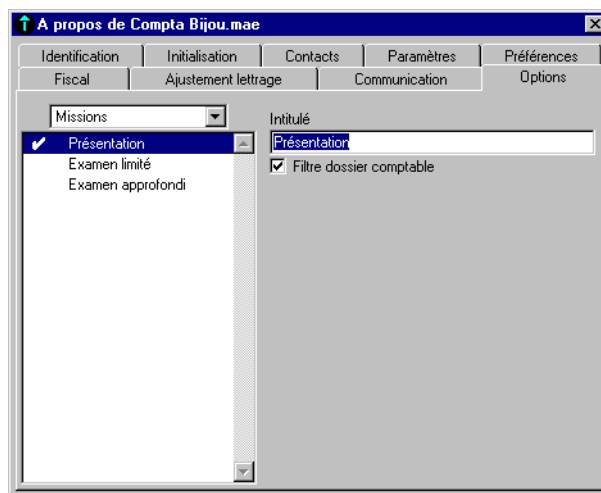 A propos de Compta Bijou.mae
Identification Initialisation Contacts Paramètres Préférences
Fiscal Ajustement lettrage Communication Options
Missions
Intitulé
Présentation
Présentation
Filtre dossier comptable
Examen limité
Examen approfondi